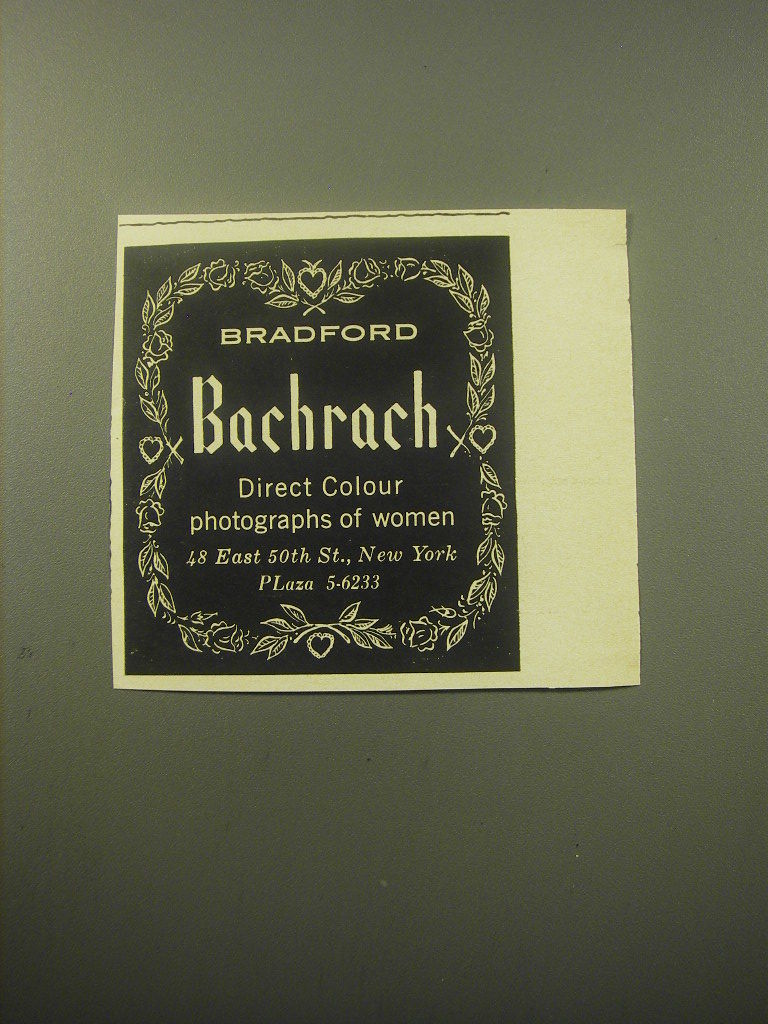 BRADFORD
Bachrach
Direct Colour
photographs of women
48 East 50th St., New York
PLaza 5-6233